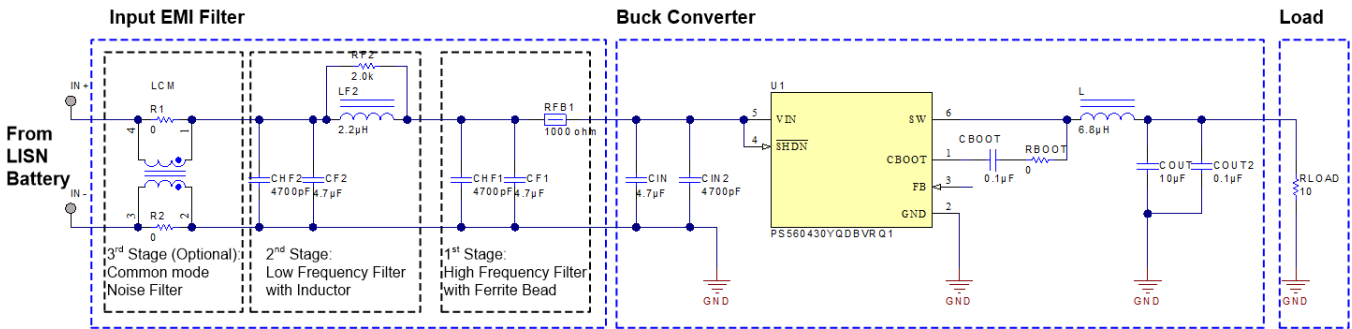 Input EMI Filter
Buck Converter
Load
From
LISN
Battery
IN+
IN-
LCM
R1
0
4
1
3
2
R2
0
3rd Stage (Optional):
Common mode
Noise Filter
RF2
2.0k
LF2
2.2µH
CHF2
4700pF
CF2
4.7µF
2nd Stage:
Low Frequency Filter
with Inductor
CHF1
4700pF
CF1
4.7µF
RFB1
1000 ohm
1st Stage:
High Frequency Filter
with Ferrite Bead
CIN
4.7µF
CIN2
4700pF
GND
U1
5
VIN
4
SHDN
SW
6
CBOOT
1
FB
3
GND
2
PS560430YQDBVRQ1
GND
CBOOT
0.1µF
RBOOT
0
L
6.8µH
COUT
10µF
COUT2
0.1µF
GND
RLOAD
10
GND